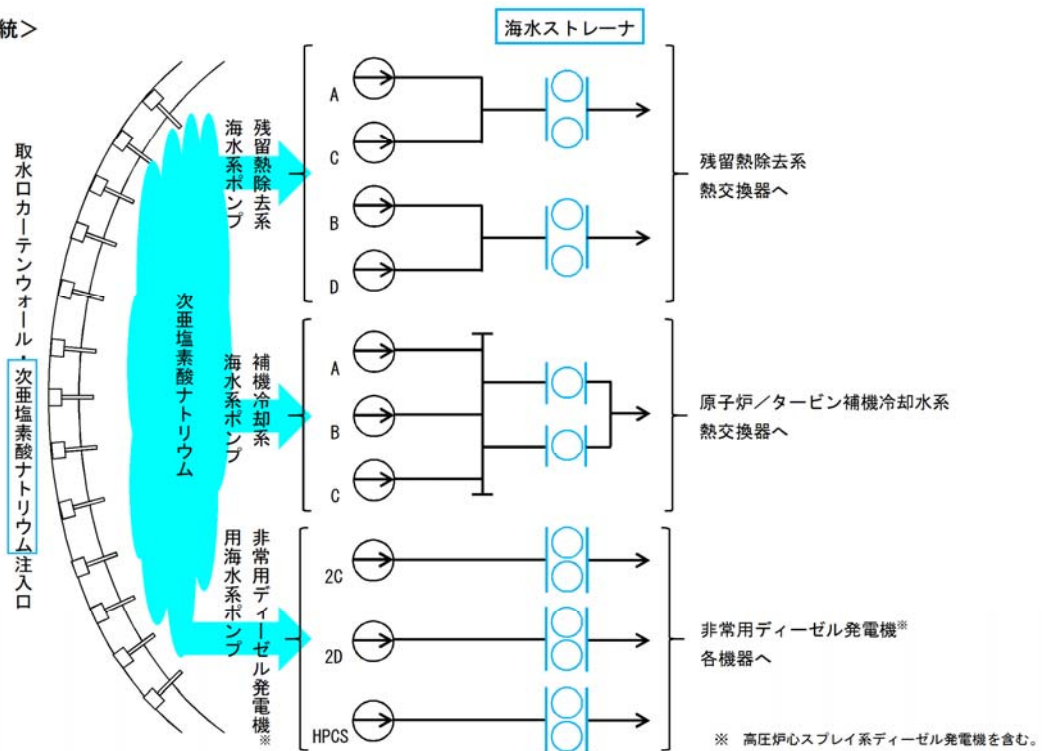 統＞
海水ストレーナ
取水口カーテンウォール・次亜塩素酸ナトリウム注入口
次亜塩素酸ナトリウム
残留熱除去系
海水系ポンプ
A
C
B
D
残留熱除去系
熱交換器へ
補機冷却系
海水系ポンプ
A
B
C
原子炉／タービン補機冷却水系
熱交換器へ
非常用ディーゼル発電機※
用海水系ポンプ
2C
2D
HPCS
非常用ディーゼル発電機※
各機器へ
※　高圧炉心スプレイ系ディーゼル発電機を含む。